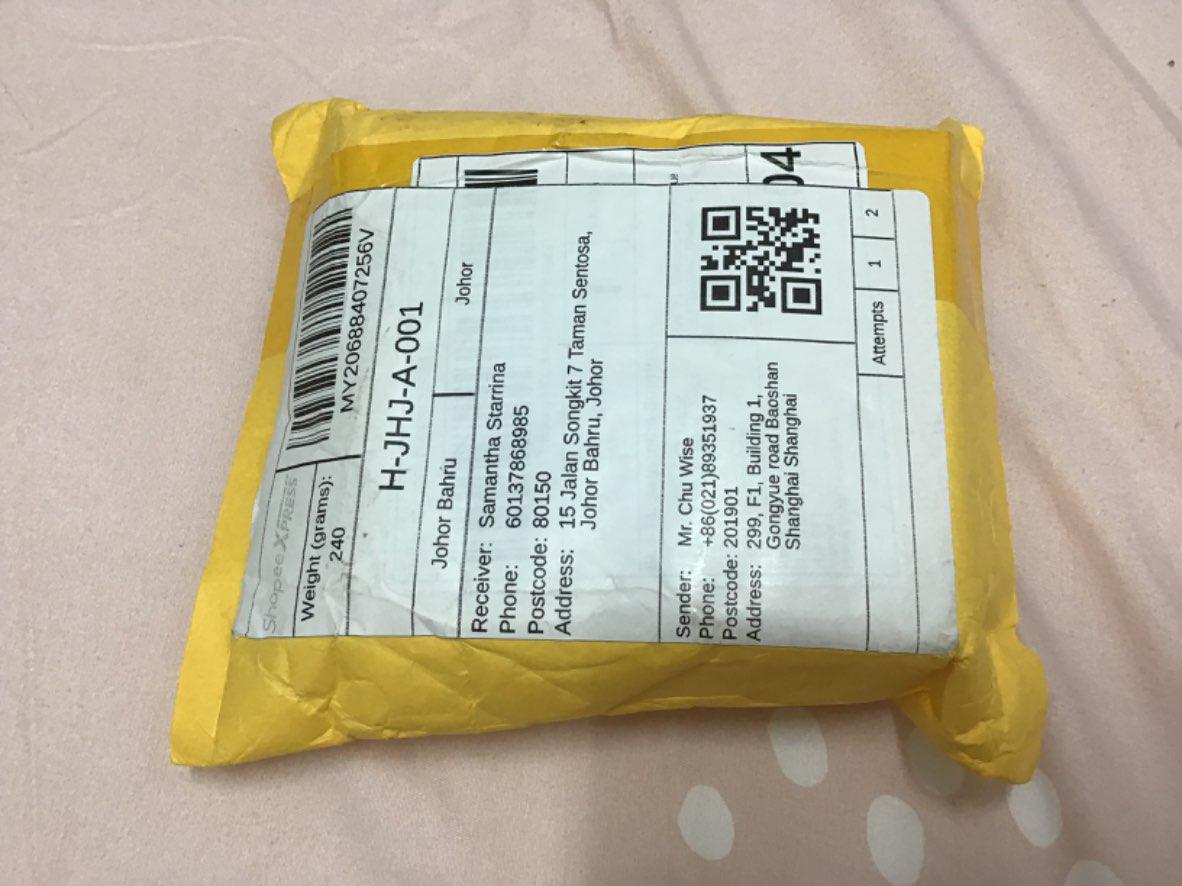 Shopee XPRESS
MY206884407256V
Weight (grams):
240
H-JHJ-A-001
Johor Bahru
Johor
Receiver: Samantha Starrina
Phone: 60137868985
Postcode: 80150
Address: 15 Jalan Songkit 7 Taman Sentosa,
Johor Bahru, Johor
Sender: Mr. Chu Wise
Phone: +86(021)89351937
Postcode: 201901
Address: 299, F1, Building 1,
Gongyue road Baoshan
Shanghai Shanghai
Attempts 1 2
04